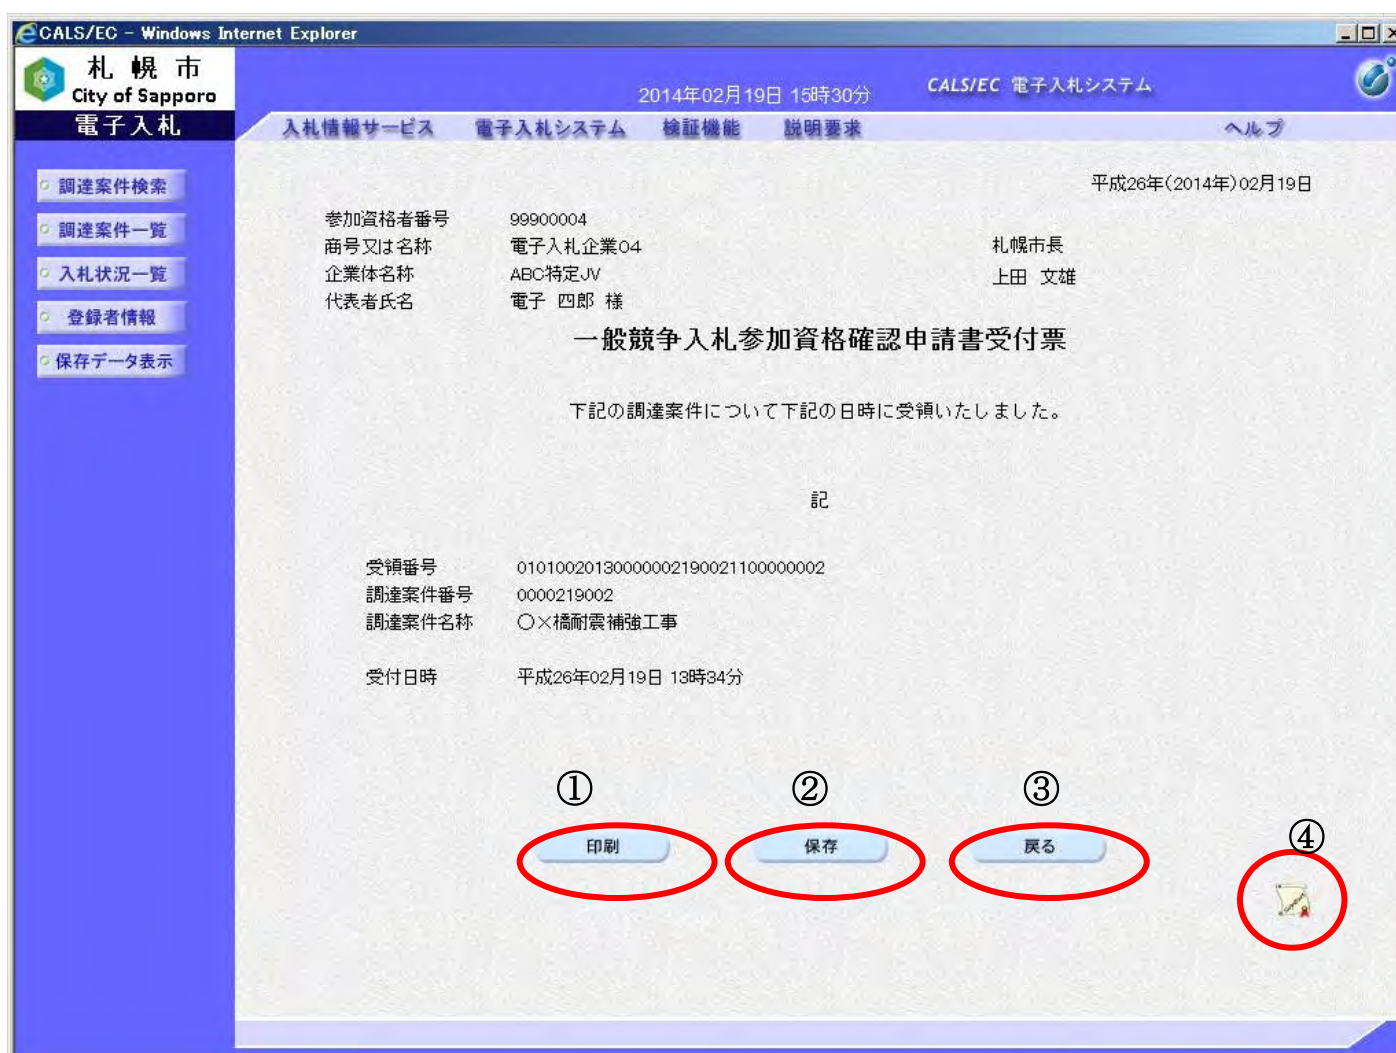 CALS/EC - Windows Internet Explorer
札幌市
City of Sapporo
2014年02月19日 15時30分
CALS/EC 電子入札システム
電子入札
入札情報サービス 電子入札システム 検証機能 説明要求 ヘルプ
調達案件検索
調達案件一覧
入札状況一覧
登録者情報
保存データ表示
平成26年(2014年)02月19日
参加資格者番号 99900004
商号又は名称 電子入札企業04
札幌市長
企業体名称 ABC特定JV
上田 文雄
代表者氏名 電子 四郎 様
一般競争入札参加資格確認申請書受付票
下記の調達案件について下記の日時に受領いたしました。
記
受領番号 01010020130000002190021100000002
調達案件番号 0000219002
調達案件名称 〇×橋耐震補強工事
受付日時 平成26年02月19日 13時34分
① ② ③
印刷 保存 戻る
④